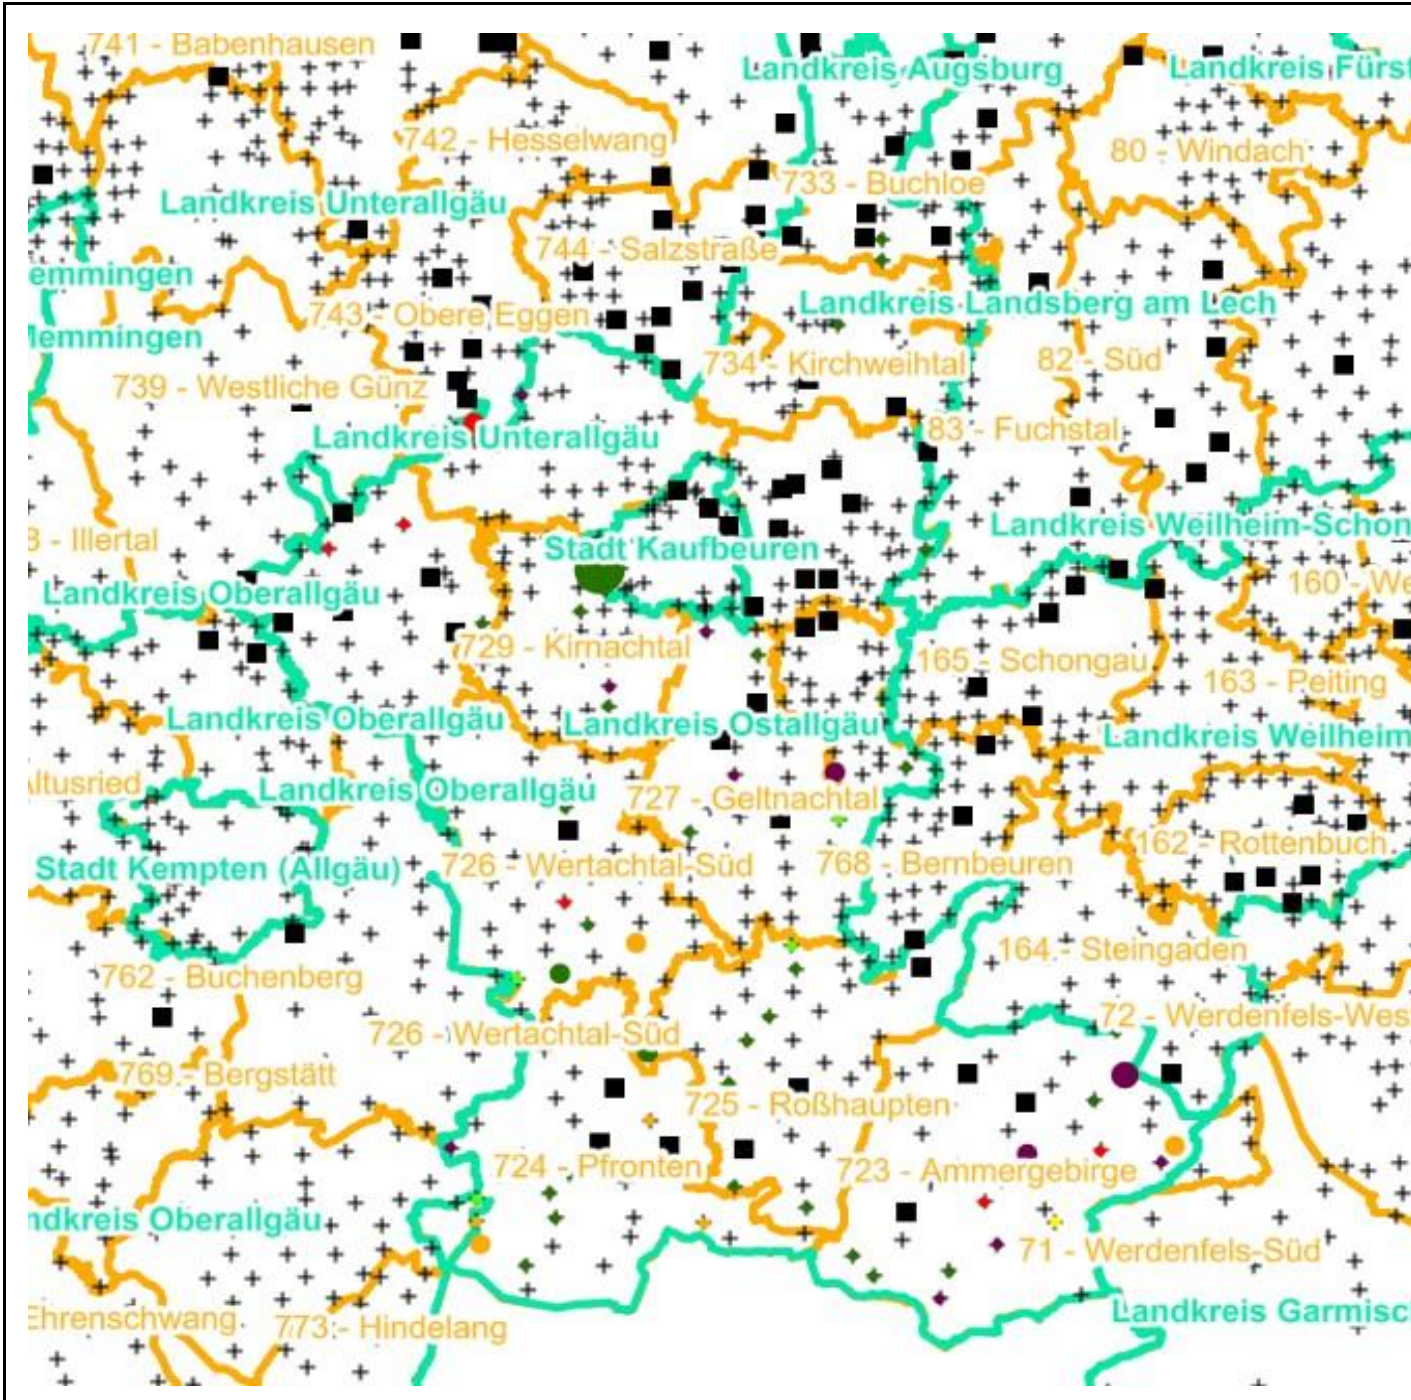 741 - Babenhausen
Landkreis Augsburg
Landkreis Fürst
742 - Hesselwang
80 - Windach
733 - Buchloe
Landkreis Unterallgäu
744 - Salzstraße
emmingen
Landkreis Landsberg am Lech
743 - Obere Eggen
Memmingen
734 - Kirchweihtal
82 - Süd
739 - Westliche Günz
83 - Fuchstal
Landkreis Unterallgäu
Landkreis Weilheim-Schon
8 - Illertal
Stadt Kaufbeuren
160 - We
Landkreis Oberallgäu
729 - Kirnachtal
165 - Schongau
163 - Peiting
Landkreis Oberallgäu
Landkreis Ostallgäu
Landkreis Weilheim
Altusried
Landkreis Oberallgäu
727 - Geltnachtal
162 - Rottenbuch
Stadt Kempten (Allgäu)
726 - Wertachtal-Süd
768 - Bernbeuren
164 - Steingaden
762 - Buchenberg
72 - Werdenfels-Wes
726 - Wertachtal-Süd
769 - Bergstätt
725 - Roßhaupten
724 - Pfronten
723 - Ammergebirge
ndkreis Oberallgäu
71 - Werdenfels-Süd
Landkreis Garmisc
Ehrenschwang
773 - Hindelang